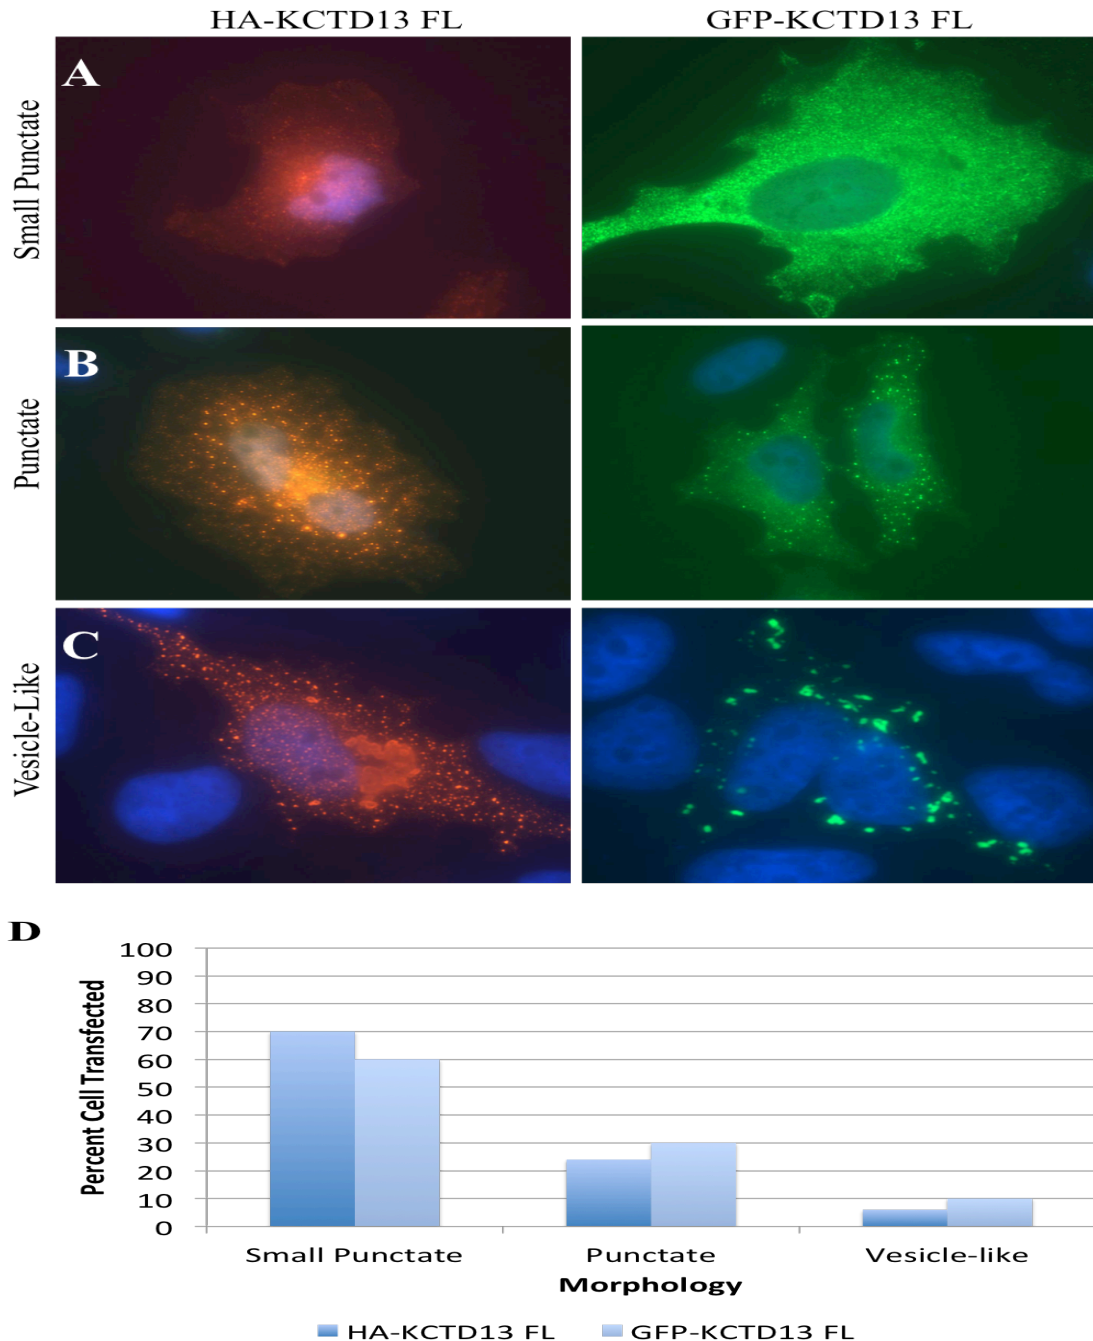 HA-KCTD13 FL
GFP-KCTD13 FL
A
Small Punctate
B
Punctate
C
Vesicle-Like
D
100
90
80
70
60
50
40
30
20
10
0
Percent Cell Transfected
Small Punctate
Punctate
Vesicle-like
Morphology
HA-KCTD13 FL
GFP-KCTD13 FL